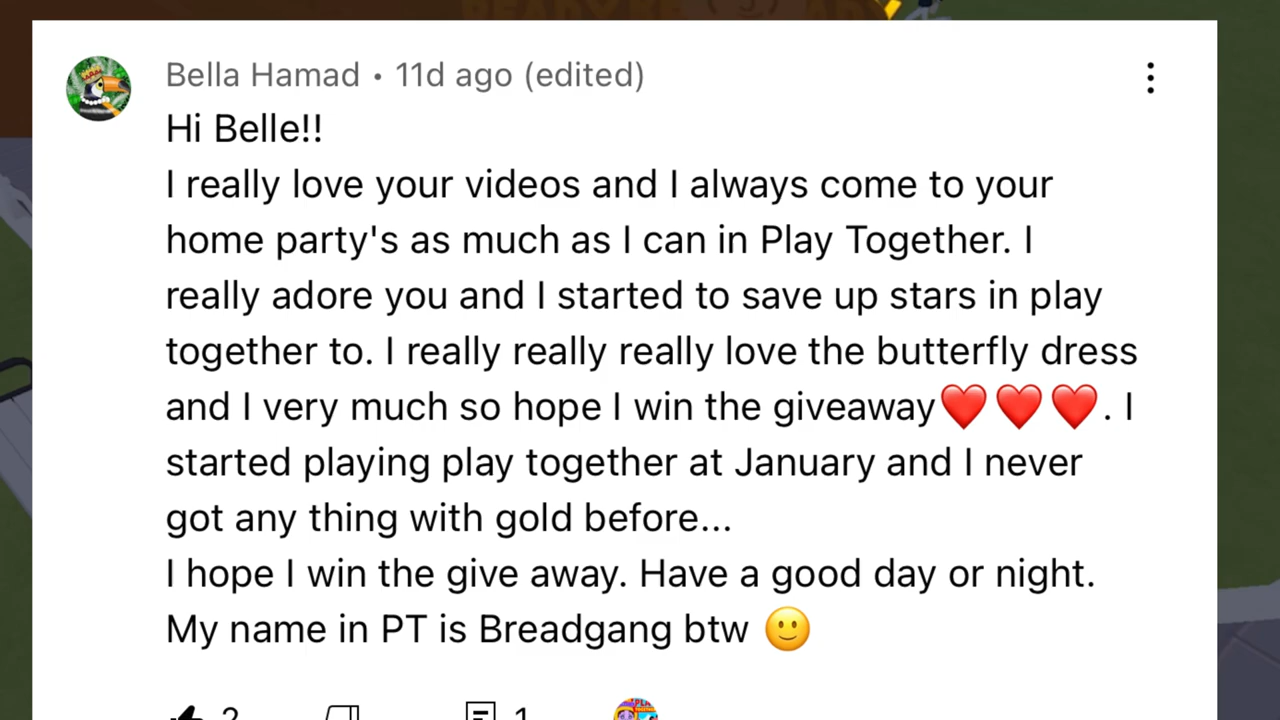 Bella Hamad • 11d ago (edited)
Hi Belle!!
I really love your videos and I always come to your
home party's as much as I can in Play Together. I
really adore you and I started to save up stars in play
together to. I really really really love the butterfly dress
and I very much so hope I win the giveaway❤️❤️❤️. I
started playing play together at January and I never
got any thing with gold before...
I hope I win the give away. Have a good day or night.
My name in PT is Breadgang btw 🙂
2 1